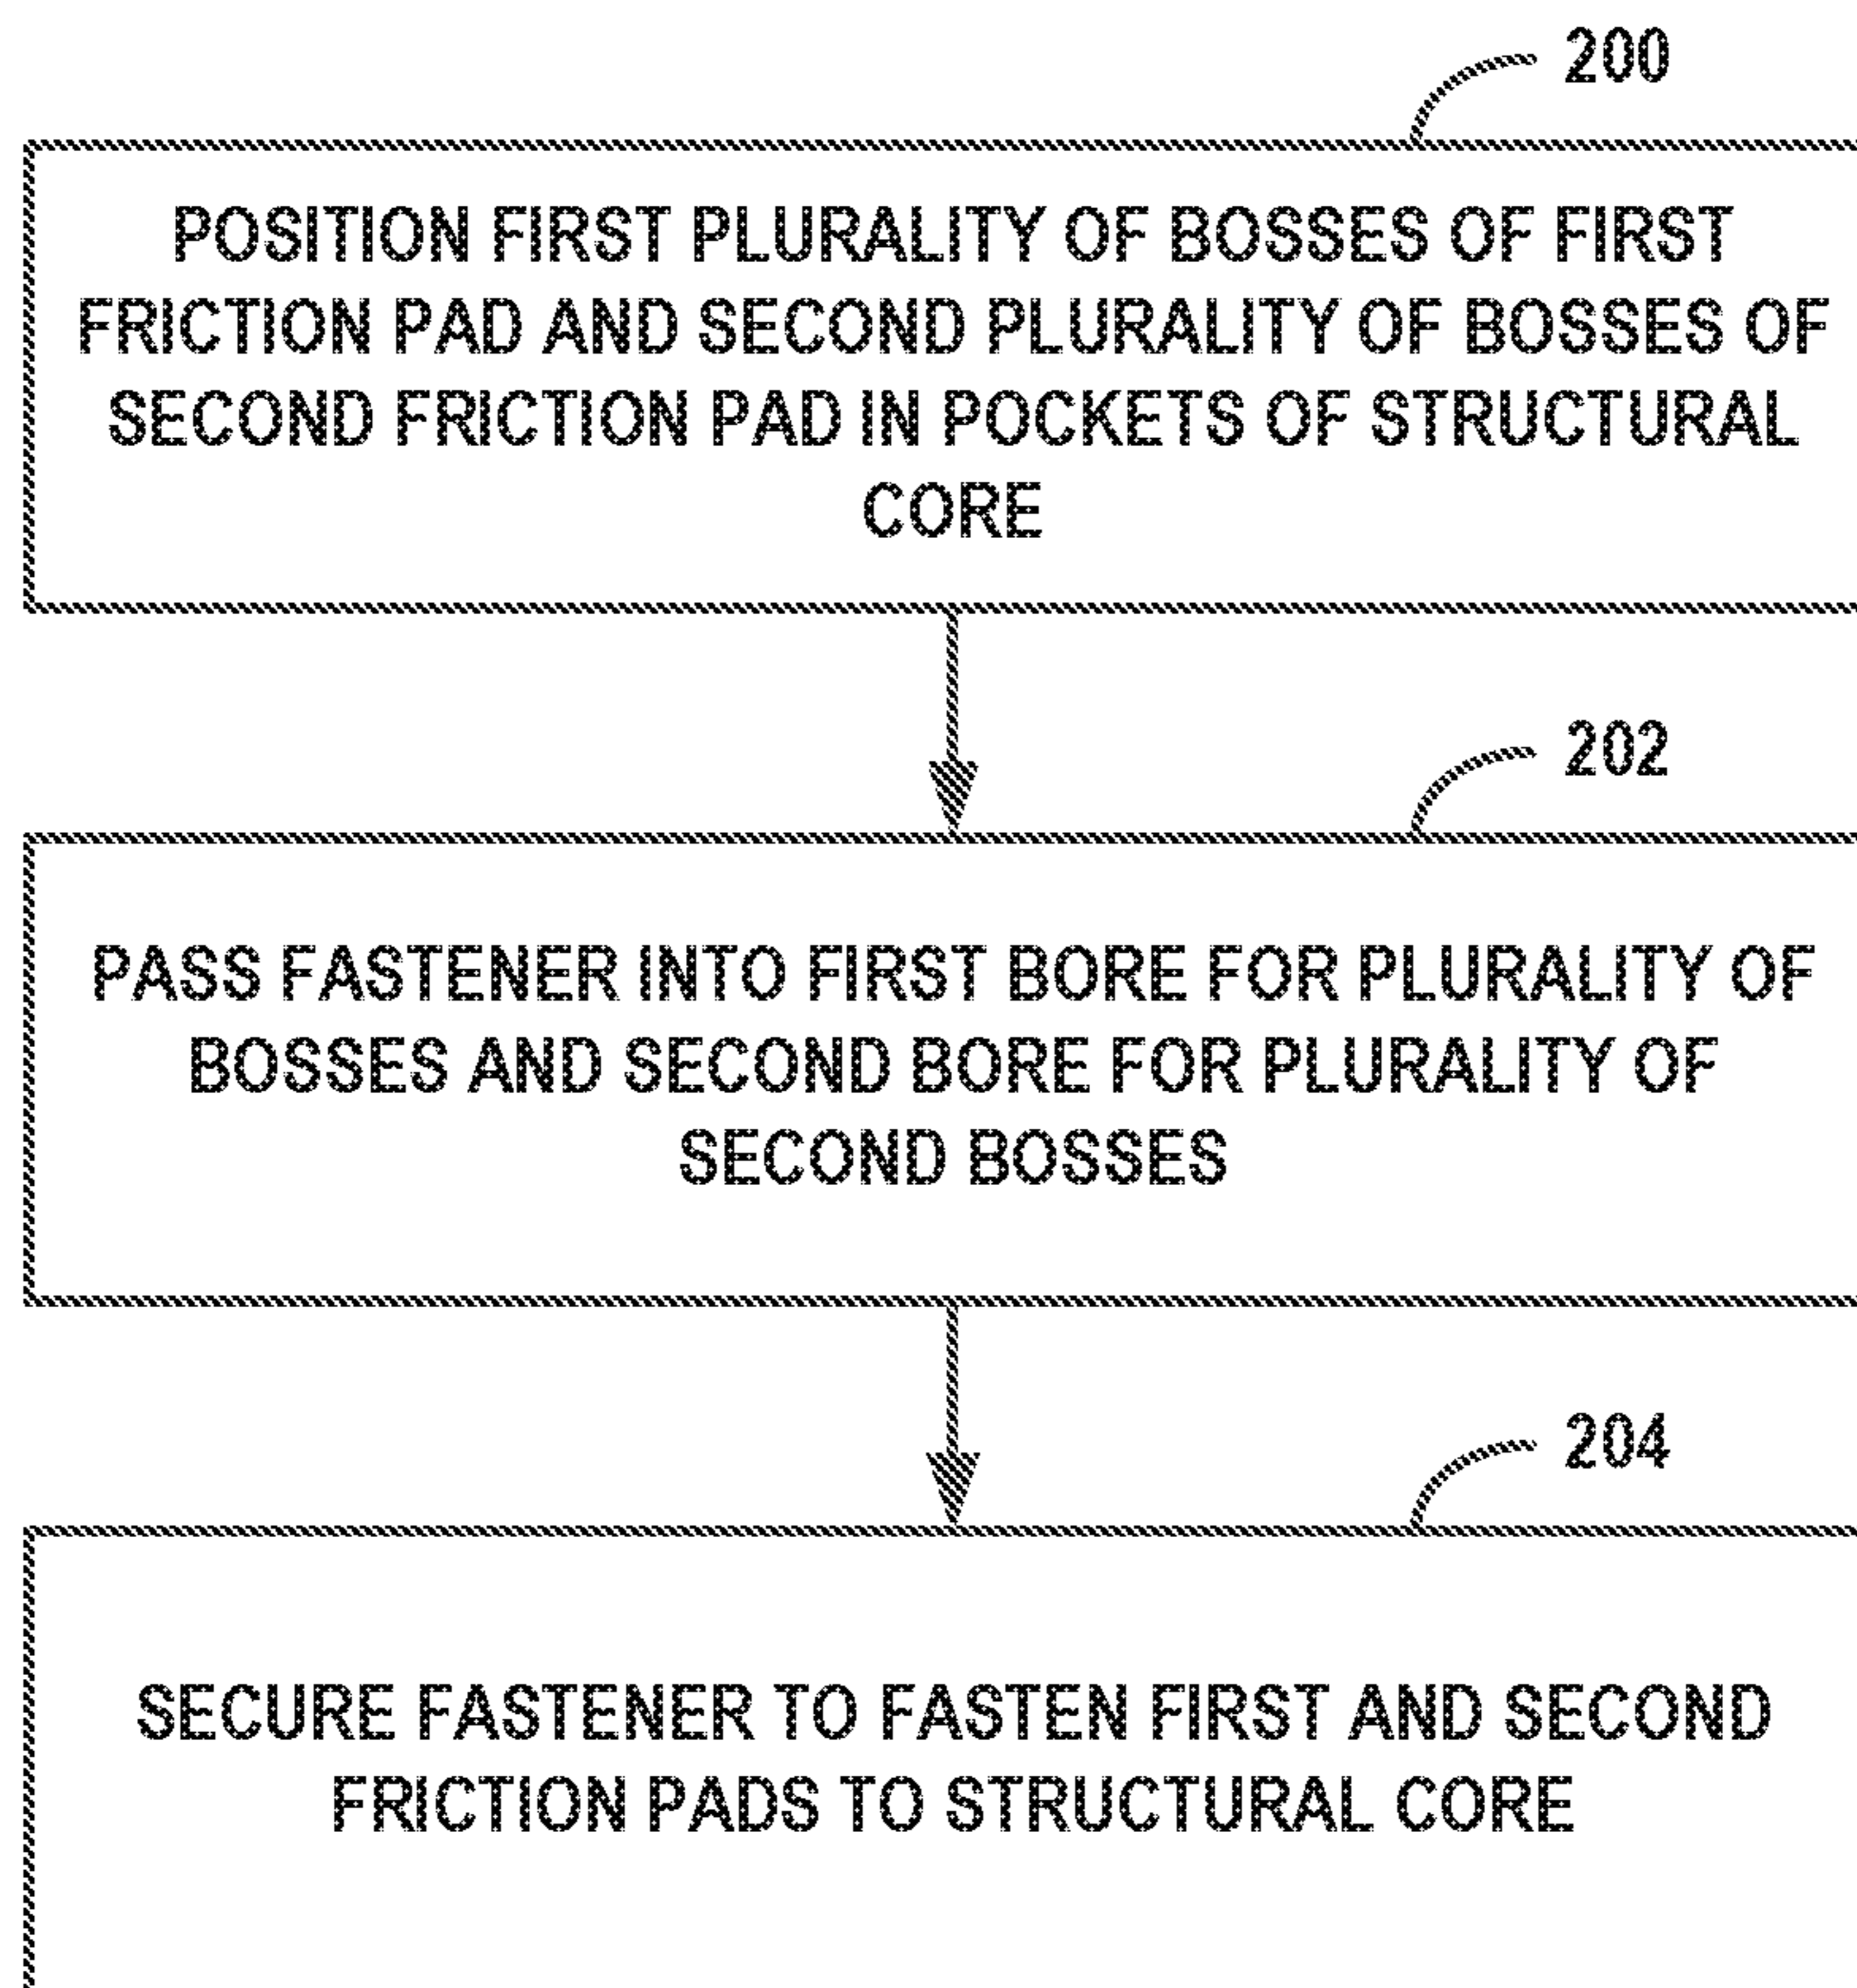 200
POSITION FIRST PLURALITY OF BOSSES OF FIRST
FRICTION PAD AND SECOND PLURALITY OF BOSSES OF
SECOND FRICTION PAD IN POCKETS OF STRUCTURAL
CORE
202
PASS FASTENER INTO FIRST BORE FOR PLURALITY OF
BOSSES AND SECOND BORE FOR PLURALITY OF
SECOND BOSSES
204
SECURE FASTENER TO FASTEN FIRST AND SECOND
FRICTION PADS TO STRUCTURAL CORE